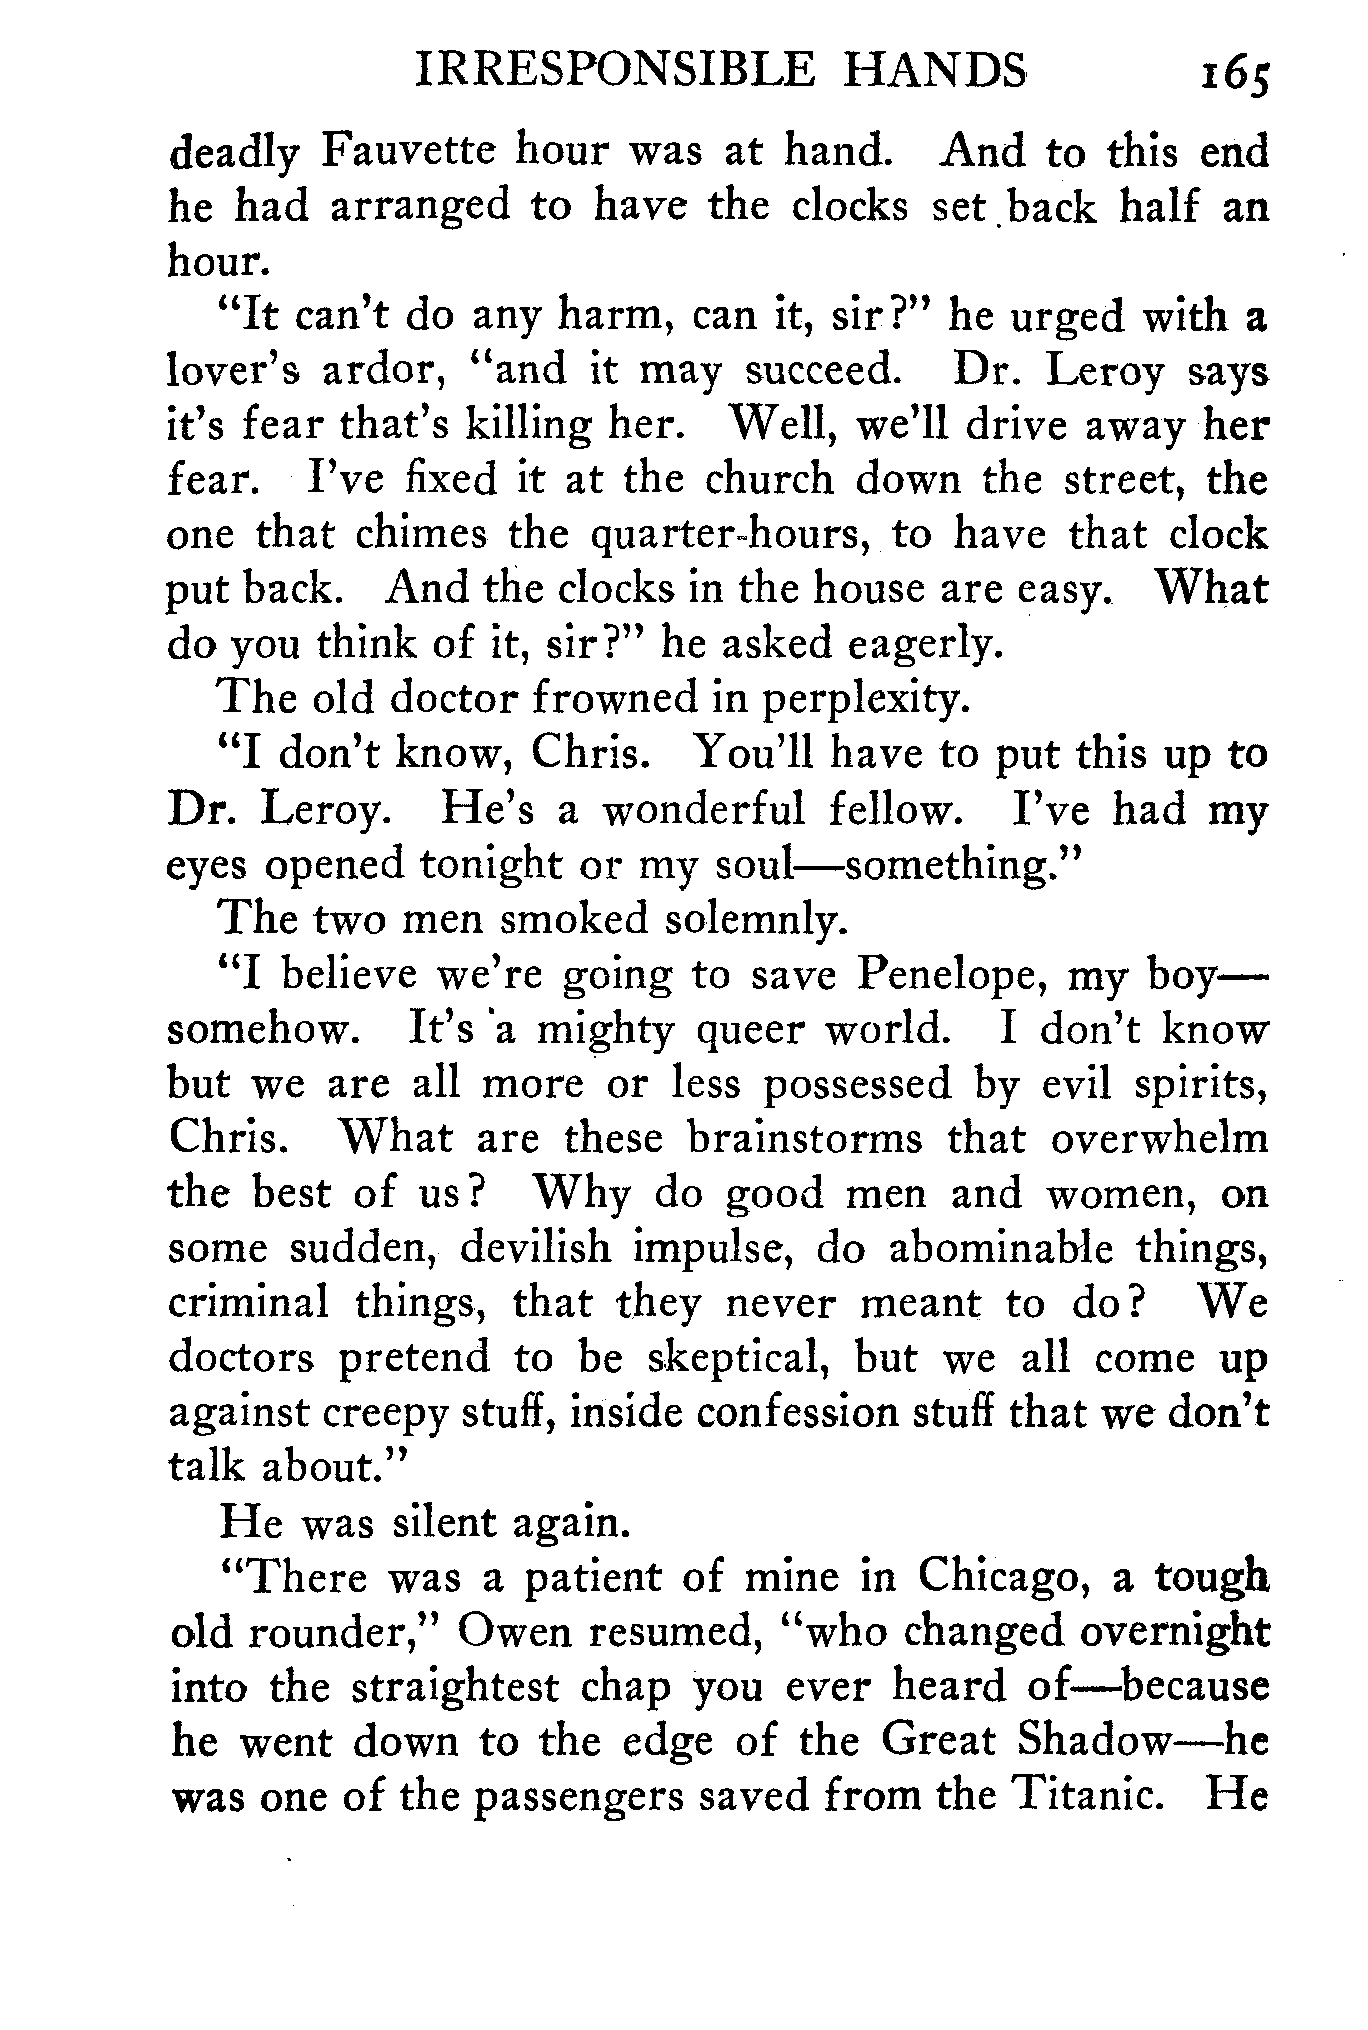 IRRESPONSIBLE HANDS 165
deadly Fauvette hour was at hand. And to this end
he had arranged to have the clocks set back half an
hour.
“It can’t do any harm, can it, sir?” he urged with a
lover’s ardor, “and it may succeed. Dr. Leroy says
it’s fear that’s killing her. Well, we’ll drive away her
fear. I’ve fixed it at the church down the street, the
one that chimes the quarter-hours, to have that clock
put back. And the clocks in the house are easy. What
do you think of it, sir?” he asked eagerly.
The old doctor frowned in perplexity.
“I don’t know, Chris. You’ll have to put this up to
Dr. Leroy. He’s a wonderful fellow. I’ve had my
eyes opened tonight or my soul—something.”
The two men smoked solemnly.
“I believe we’re going to save Penelope, my boy—
somehow. It’s a mighty queer world. I don’t know
but we are all more or less possessed by evil spirits,
Chris. What are these brainstorms that overwhelm
the best of us? Why do good men and women, on
some sudden, devilish impulse, do abominable things,
criminal things, that they never meant to do? We
doctors pretend to be skeptical, but we all come up
against creepy stuff, inside confession stuff that we don’t
talk about.”
He was silent again.
“There was a patient of mine in Chicago, a tough
old rounder,” Owen resumed, “who changed overnight
into the straightest chap you ever heard of—because
he went down to the edge of the Great Shadow—he
was one of the passengers saved from the Titanic. He